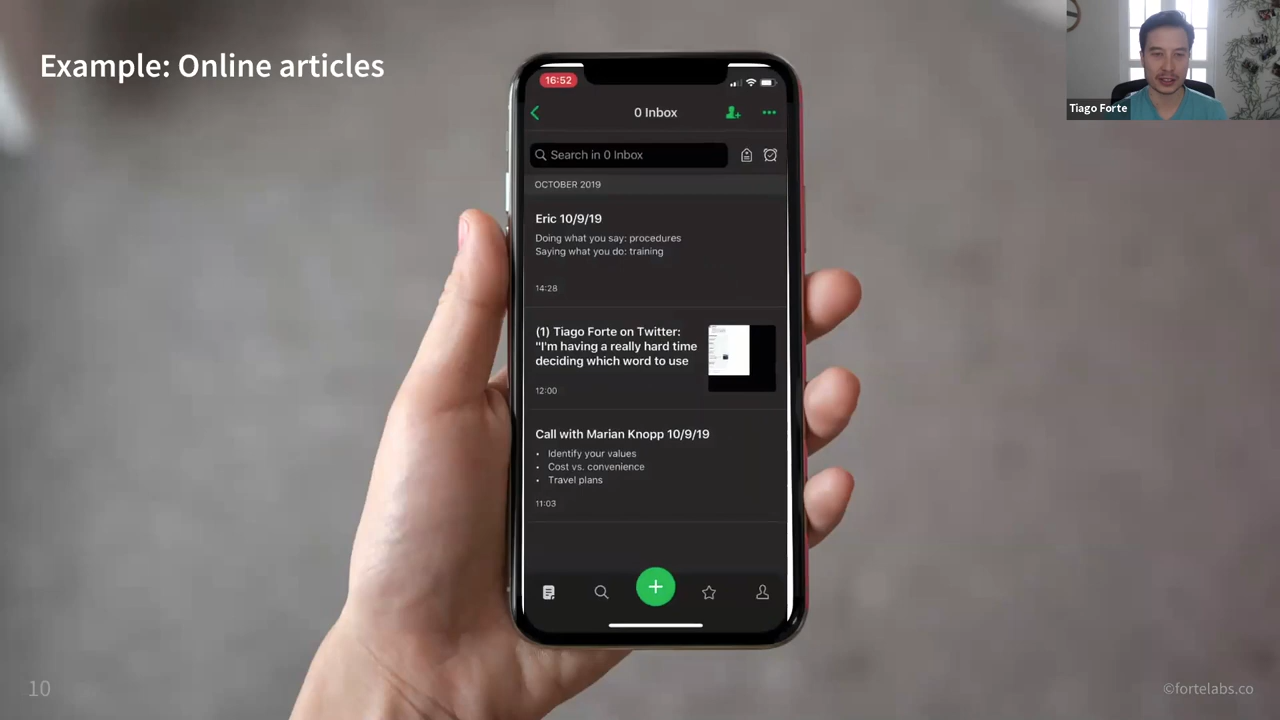 Example: Online articles
Tiago Forte
16:52
0 Inbox
Search in 0 Inbox
OCTOBER 2019
Eric 10/9/19
Doing what you say: procedures
Saying what you do: training
14:28
(1) Tiago Forte on Twitter:
"I'm having a really hard time
deciding which word to use
12:00
Call with Marian Knopp 10/9/19
• Identify your values
• Cost vs. convenience
• Travel plans
11:03
10
©fortelabs.co